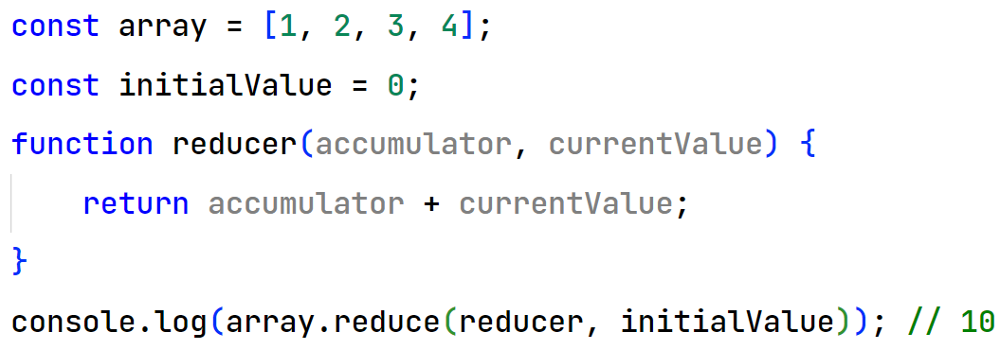 const array = [1, 2, 3, 4];
const initialValue = 0;
function reducer(accumulator, currentValue) {
    return accumulator + currentValue;
}
console.log(array.reduce(reducer, initialValue)); // 10